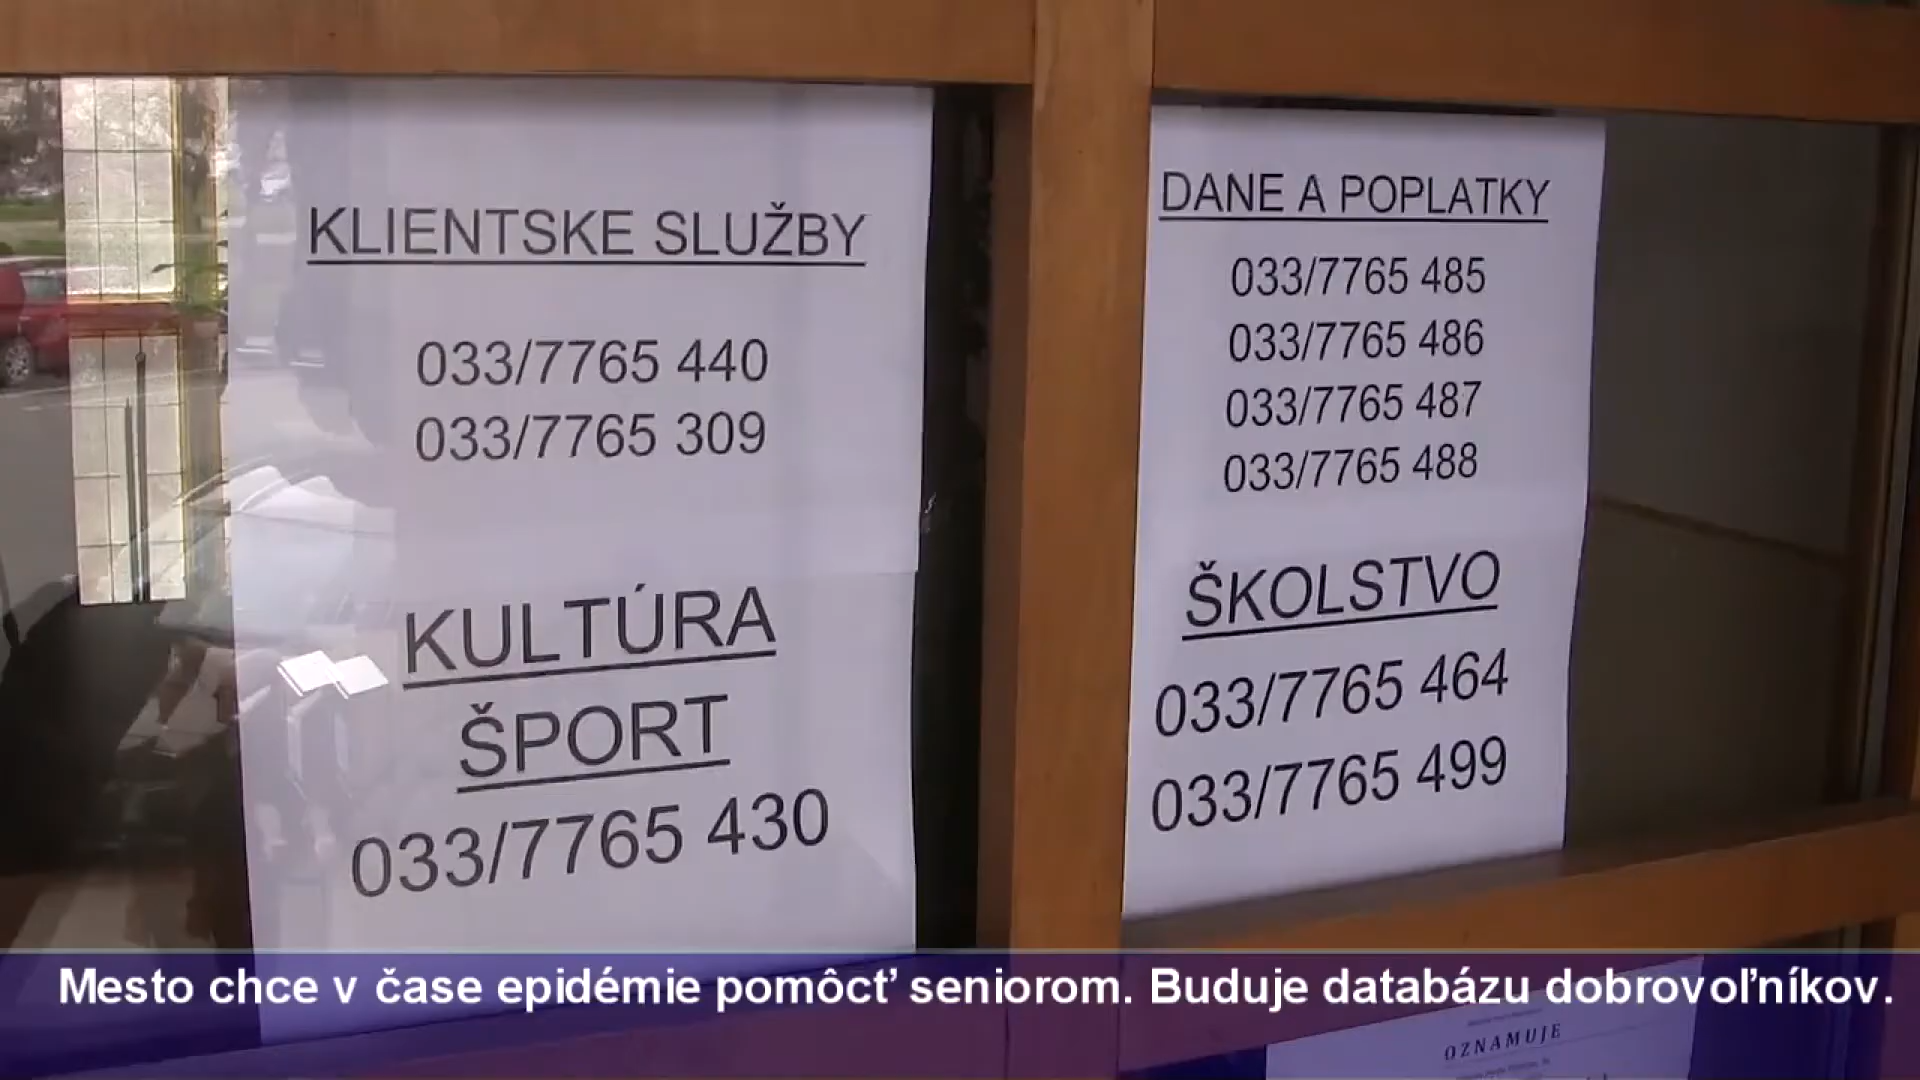 KLIENTSKE SLUŽBY
033/7765 440
033/7765 309
KULTÚRA
ŠPORT
033/7765 430
DANE A POPLATKY
033/7765 485
033/7765 486
033/7765 487
033/7765 488
ŠKOLSTVO
033/7765 464
033/7765 499
Mesto chce v čase epidémie pomôcť seniorom. Buduje databázu dobrovoľníkov.
OZNAMUJE